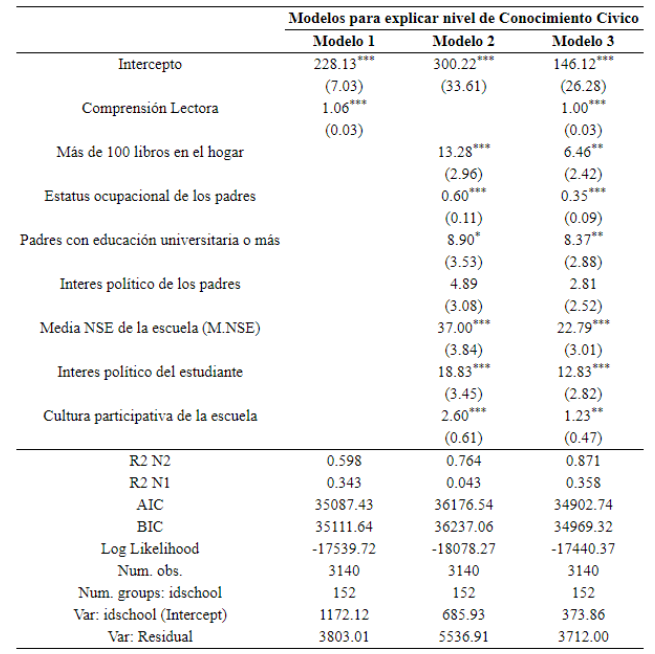 Modelos para explicar nivel de Conocimiento Civico
Modelo 1 Modelo 2 Modelo 3
Intercepto 228.13*** 300.22*** 146.12***
(7.03) (33.61) (26.28)
Comprensión Lectora 1.06*** 1.00***
(0.03) (0.03)
Más de 100 libros en el hogar 13.28*** 6.46**
(2.96) (2.42)
Estatus ocupacional de los padres 0.60*** 0.35***
(0.11) (0.09)
Padres con educación universitaria o más 8.90* 8.37**
(3.53) (2.88)
Interes político de los padres 4.89 2.81
(3.08) (2.52)
Media NSE de la escuela (M.NSE) 37.00*** 22.79***
(3.84) (3.01)
Interes político del estudiante 18.83*** 12.83***
(3.45) (2.82)
Cultura participativa de la escuela 2.60*** 1.23**
(0.61) (0.47)
R2 N2 0.598 0.764 0.871
R2 N1 0.343 0.043 0.358
AIC 35087.43 36176.54 34902.74
BIC 35111.64 36237.06 34969.32
Log Likelihood -17539.72 -18078.27 -17440.37
Num. obs. 3140 3140 3140
Num. groups: idschool 152 152 152
Var: idschool (Intercept) 1172.12 685.93 373.86
Var: Residual 3803.01 5536.91 3712.00